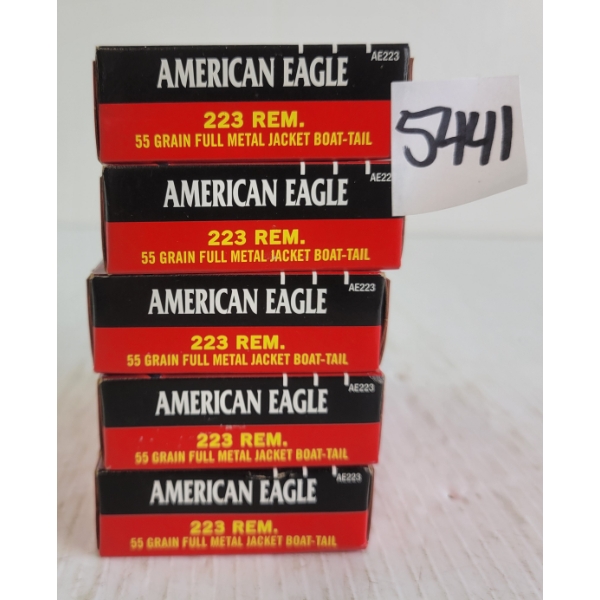 AMERICAN EAGLE
AE223
223 REM.
55 GRAIN FULL METAL JACKET BOAT-TAIL
5441
AMERICAN EAGLE
AE22
223 REM.
55 GRAIN FULL METAL JACKET BOAT-TAIL
AMERICAN EAGLE
AE223
223 REM.
55 GRAIN FULL METAL JACKET BOAT-TAIL
AMERICAN EAGLE
AE223
223 REM.
55 GRAIN FULL METAL JACKET BOAT-TAIL
AMERICAN EAGLE
AE223
223 REM.
55 GRAIN FULL METAL JACKET BOAT-TAIL